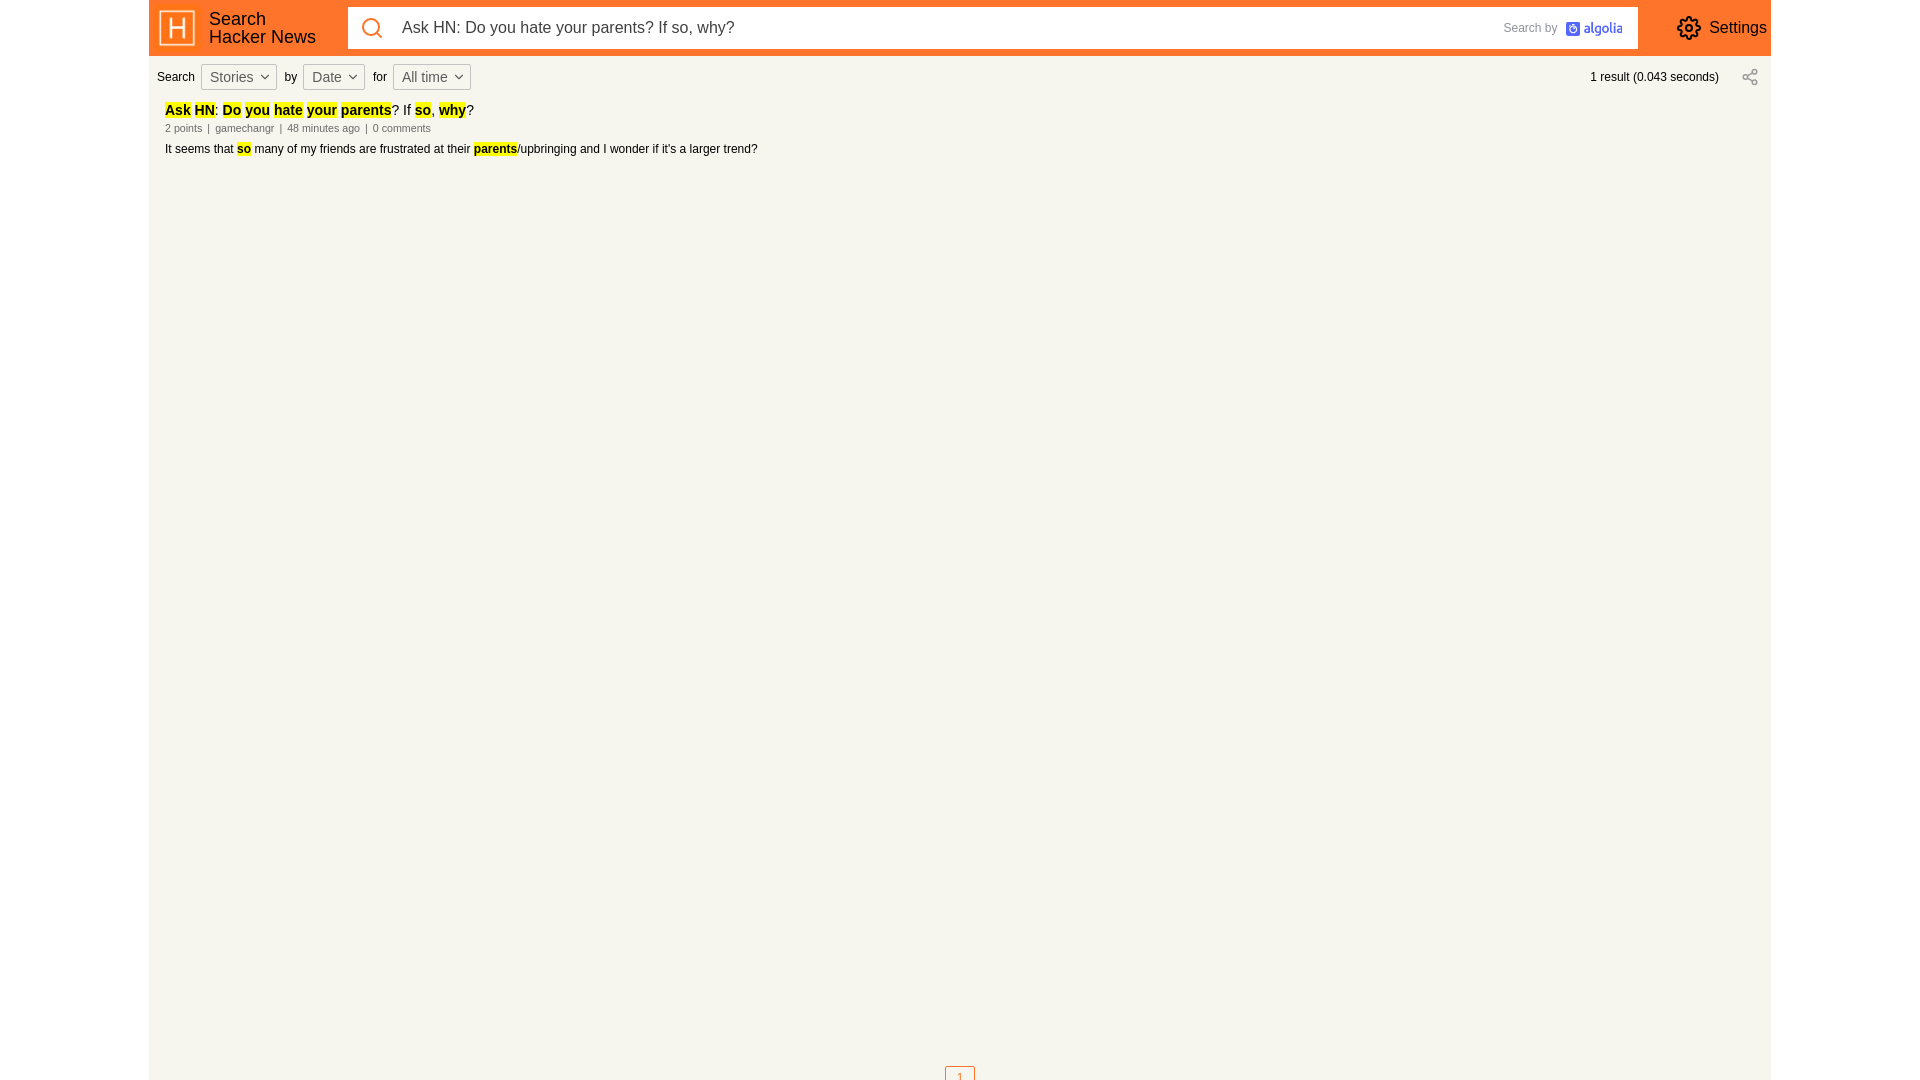 Search
Hacker News
Ask HN: Do you hate your parents? If so, why?
Search by algolia
Settings
Search Stories by Date for All time
1 result (0.043 seconds)
Ask HN: Do you hate your parents? If so, why?
2 points | gamechangr | 48 minutes ago | 0 comments
It seems that so many of my friends are frustrated at their parents/upbringing and I wonder if it's a larger trend?
1